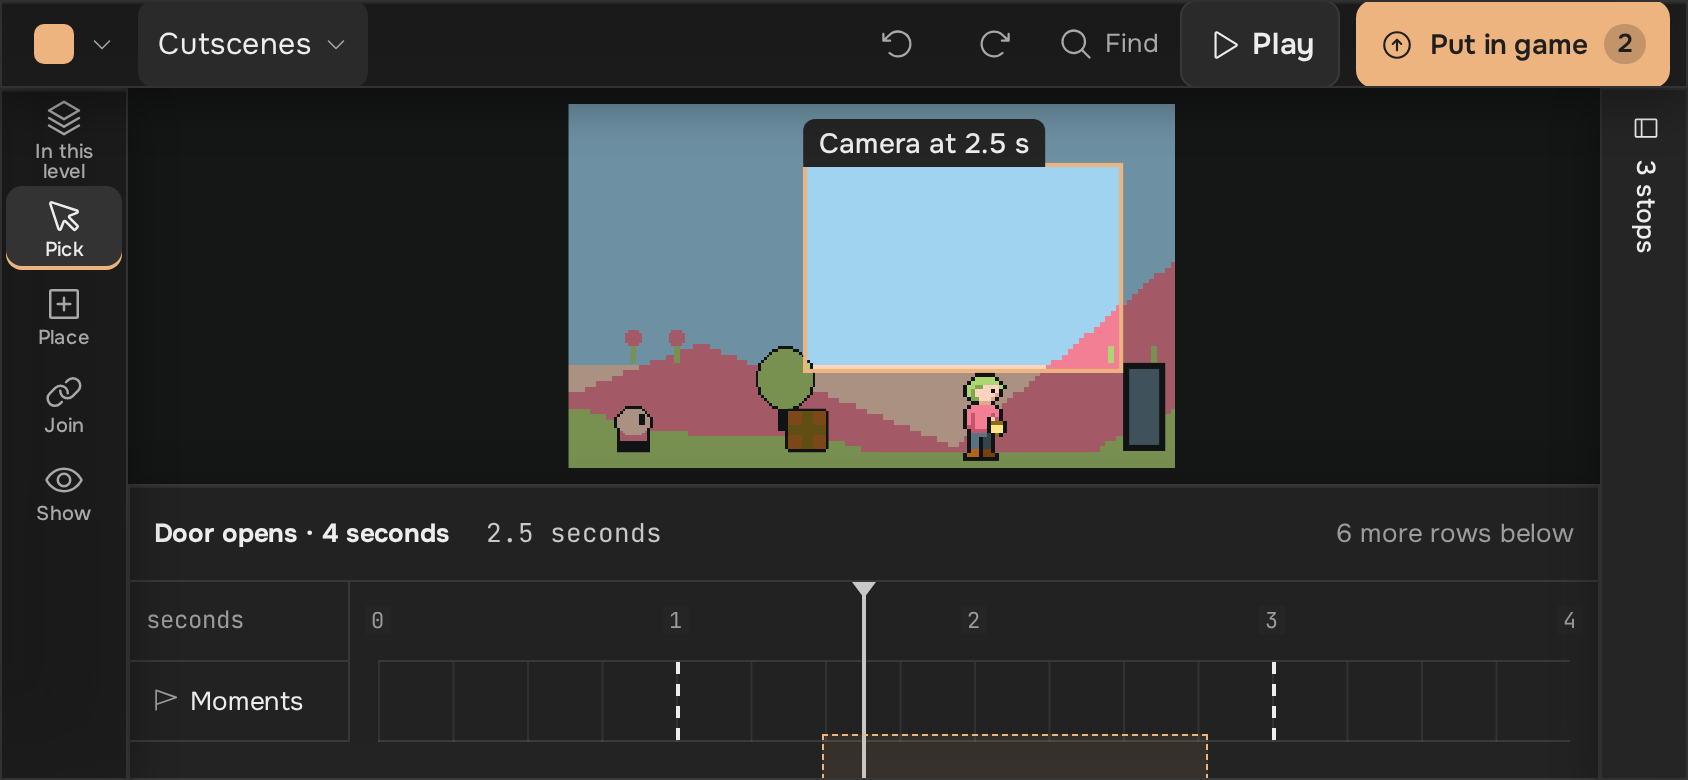 Cutscenes
Find
Play
Put in game 2
In this
level
Pick
Place
Join
Show
Camera at 2.5 s
3 stops
Door opens · 4 seconds 2.5 seconds
6 more rows below
seconds 0 1 2 3 4
Moments